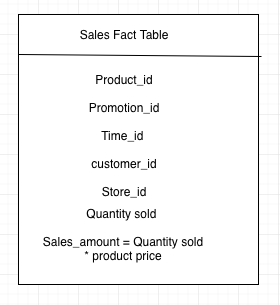 Sales Fact Table
Product_id
Promotion_id
Time_id
customer_id
Store_id
Quantity sold
Sales_amount = Quantity sold
* product price